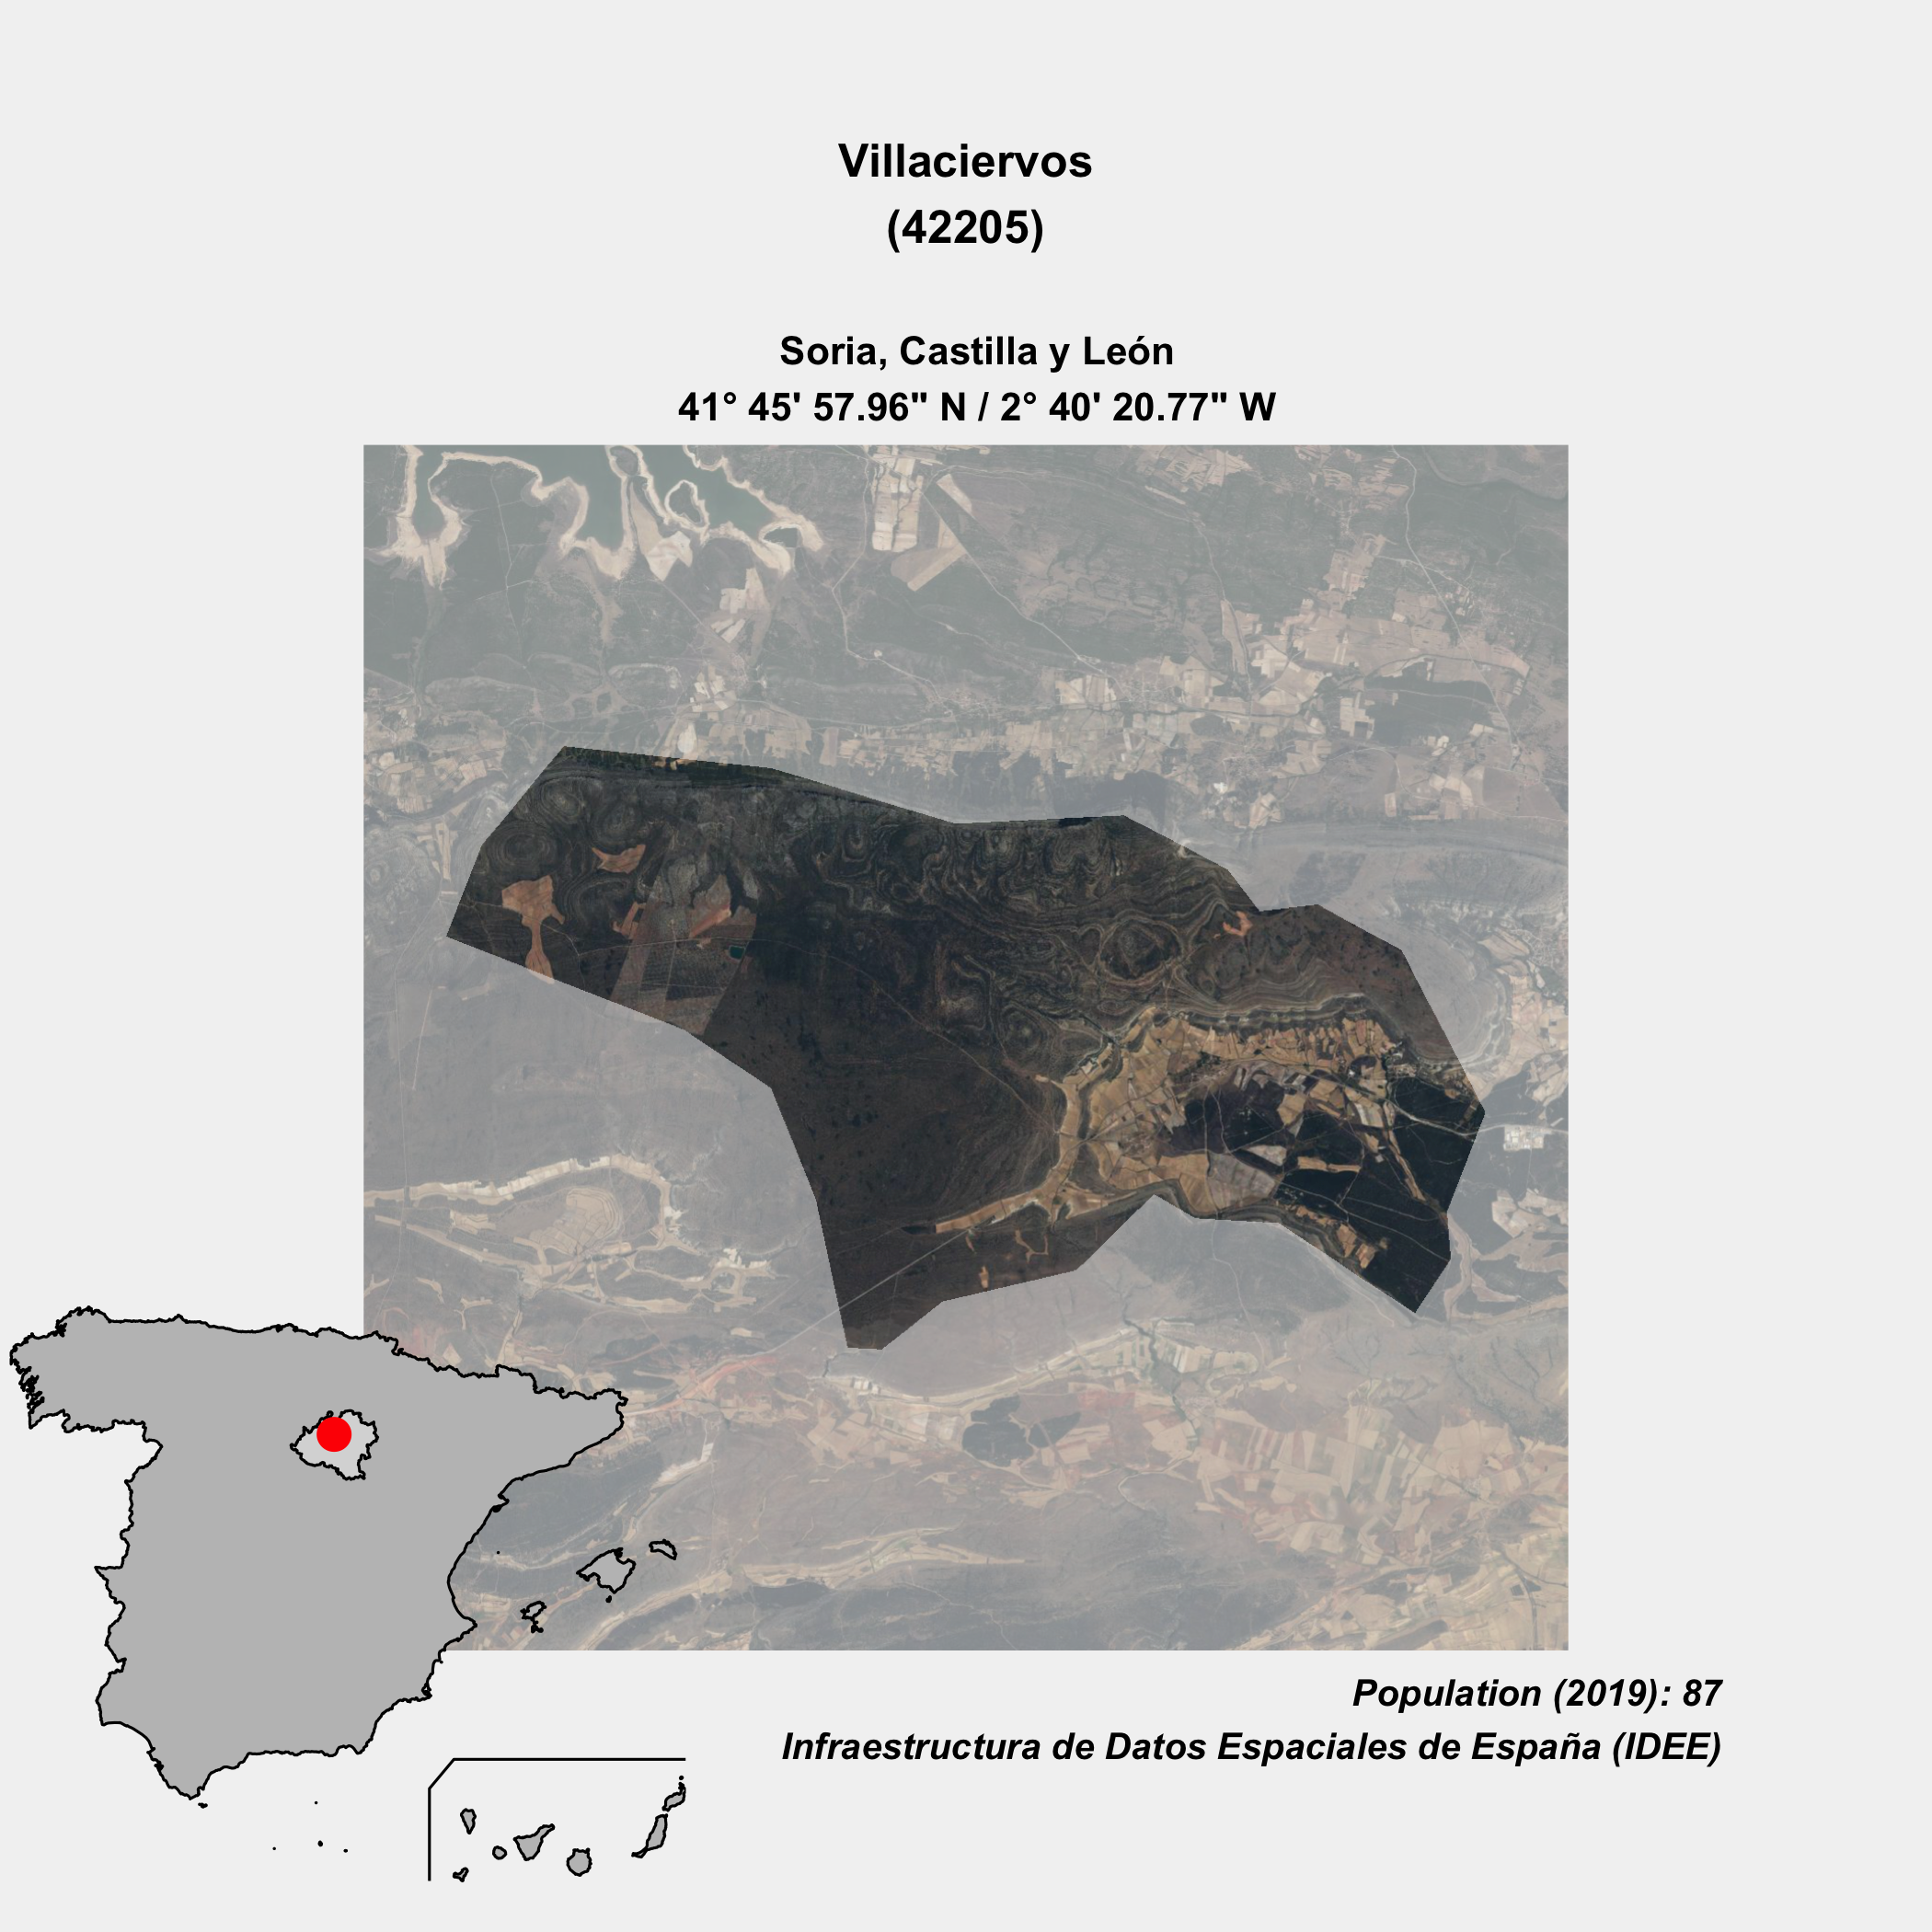 Villaciervos
(42205)
Soria, Castilla y León
41° 45' 57.96" N / 2° 40' 20.77" W
Population (2019): 87
Infraestructura de Datos Espaciales de España (IDEE)